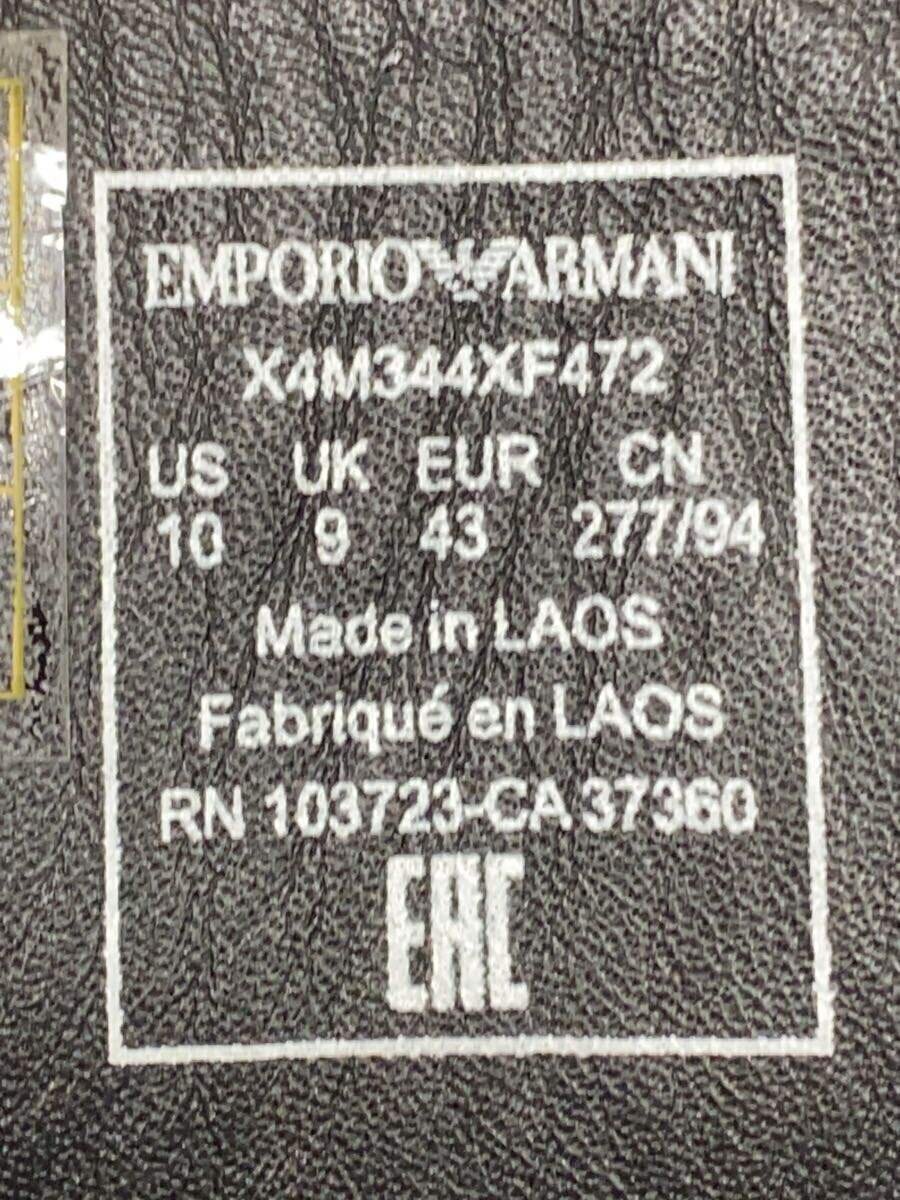 EMPORIO ARMANI
X4M344XF472
US UK EUR CN
10 9 43 277/94
Made in LAOS
Fabriqué en LAOS
RN 103723-CA 37360
EAC